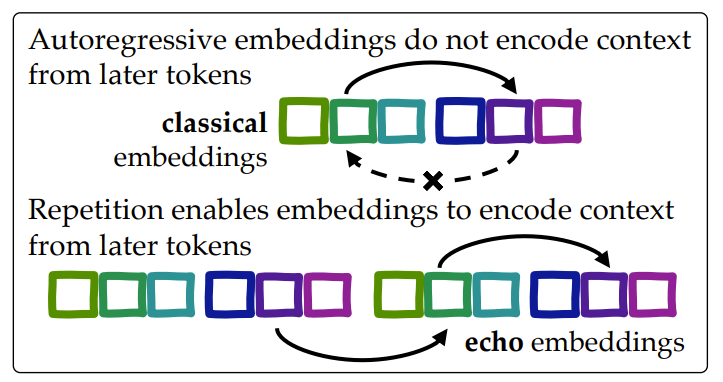 Autoregressive embeddings do not encode context
from later tokens
classical
embeddings
Repetition enables embeddings to encode context
from later tokens
echo embeddings